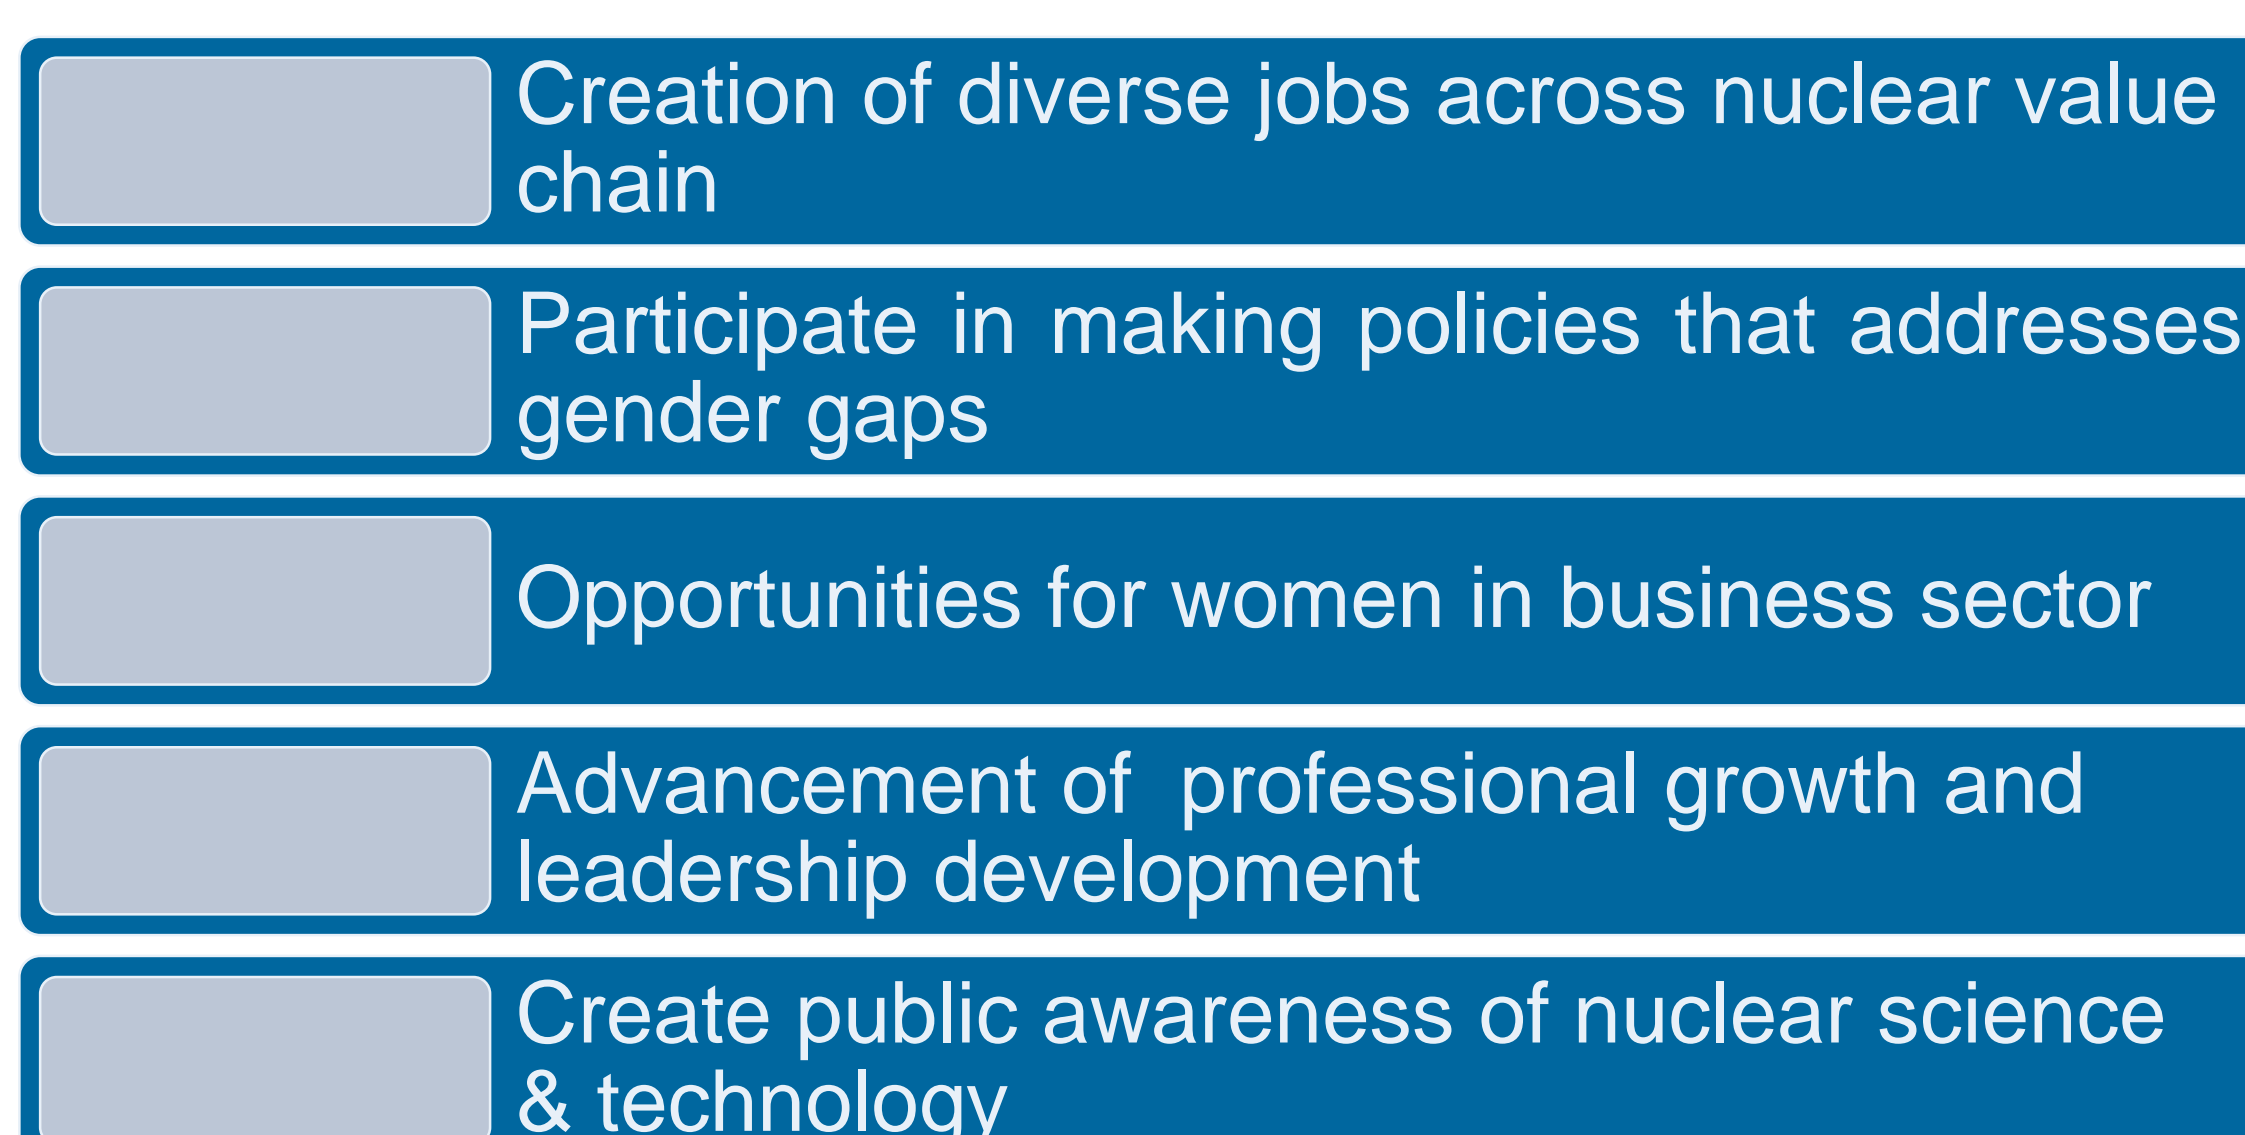 Creation of diverse jobs across nuclear value
chain
Participate in making policies that addresses
gender gaps
Opportunities for women in business sector
Advancement of  professional growth and
leadership development
Create public awareness of nuclear science
& technology